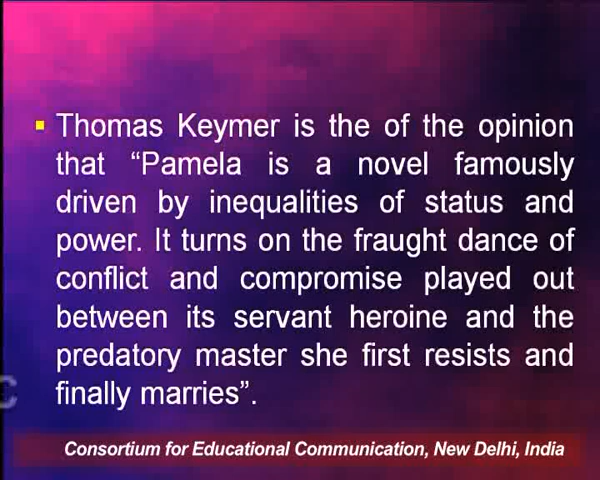 Thomas Keymer is the of the opinion
that “Pamela is a novel famously
driven by inequalities of status and
power. It turns on the fraught dance of
conflict and compromise played out
between its servant heroine and the
predatory master she first resists and
finally marries”.
C
Consortium for Educational Communication, New Delhi, India